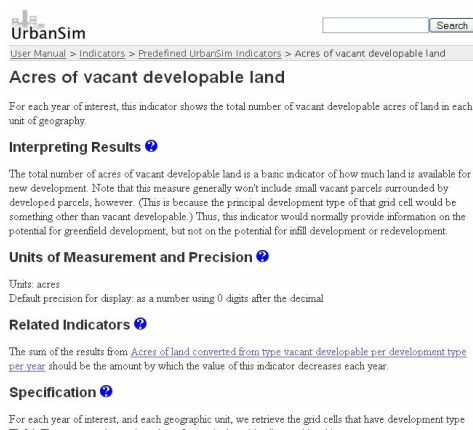 UrbanSim
Search
User Manual > Indicators > Predefined UrbanSim Indicators > Acres of vacant developable land
Acres of vacant developable land
For each year of interest, this indicator shows the total number of vacant developable acres of land in each
unit of geography.
Interpreting Results ?
The total number of acres of vacant developable land is a basic indicator of how much land is available for
new development. Note that this measure generally won't include small vacant parcels surrounded by
developed parcels, however. (This is because the principal development type of that grid cell would be
something other than vacant developable.) Thus, this indicator would normally provide information on the
potential for greenfield development, but not on the potential for infill development or redevelopment.
Units of Measurement and Precision ?
Units: acres
Default precision for display: as a number using 0 digits after the decimal
Related Indicators ?
The sum of the results from Acres of land converted from type vacant developable per development type
per year should be the amount by which the value of this indicator decreases each year.
Specification ?
For each year of interest, and each geographic unit, we retrieve the grid cells that have development type